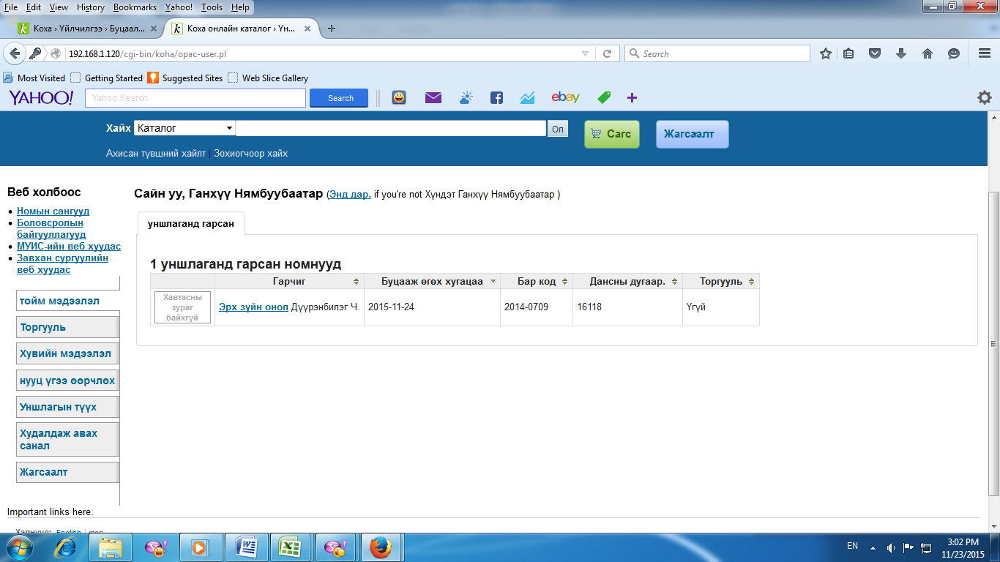 File Edit View History Bookmarks Yahoo! Tools Help
Коха › Үйлчилгээ › Буцаал...
Коха онлайн каталог › Үн...
192.168.1.120/cgi-bin/koha/opac-user.pl
Search
Most Visited Getting Started Suggested Sites Web Slice Gallery
YAHOO! Yahoo Search Search ebay
Хайх Каталог Ол Сагс Жагсаалт
Ахисан түвшний хайлт | Зохиогчоор хайх
Веб холбоос
Номын сангууд
Боловсролын
байгууллагууд
МУИС-ийн веб хуудас
Завхан сургуулийн
веб хуудас
тойм мэдээлэл
Торгууль
Хувийн мэдээлэл
нууц үгээ өөрчлөх
Уншлагын түүх
Худалдаж авах
санал
Жагсаалт
Сайн уу, Ганхүү Нямбуубаатар (Энд дар. if you're not Хүндэт Ганхүү Нямбуубаатар )
уншлаганд гарсан
1 уншлаганд гарсан номнууд
Гарчиг Буцааж өгөх хугацаа Бар код Дансны дугаар. Торгууль
Хавтасны
зураг
байхгүй
Эрх зүйн онол Дүүрэнбилэг Ч. 2015-11-24 2014-0709 16118 Үгүй
Important links here.
English mon
EN 3:02 PM
11/23/2015